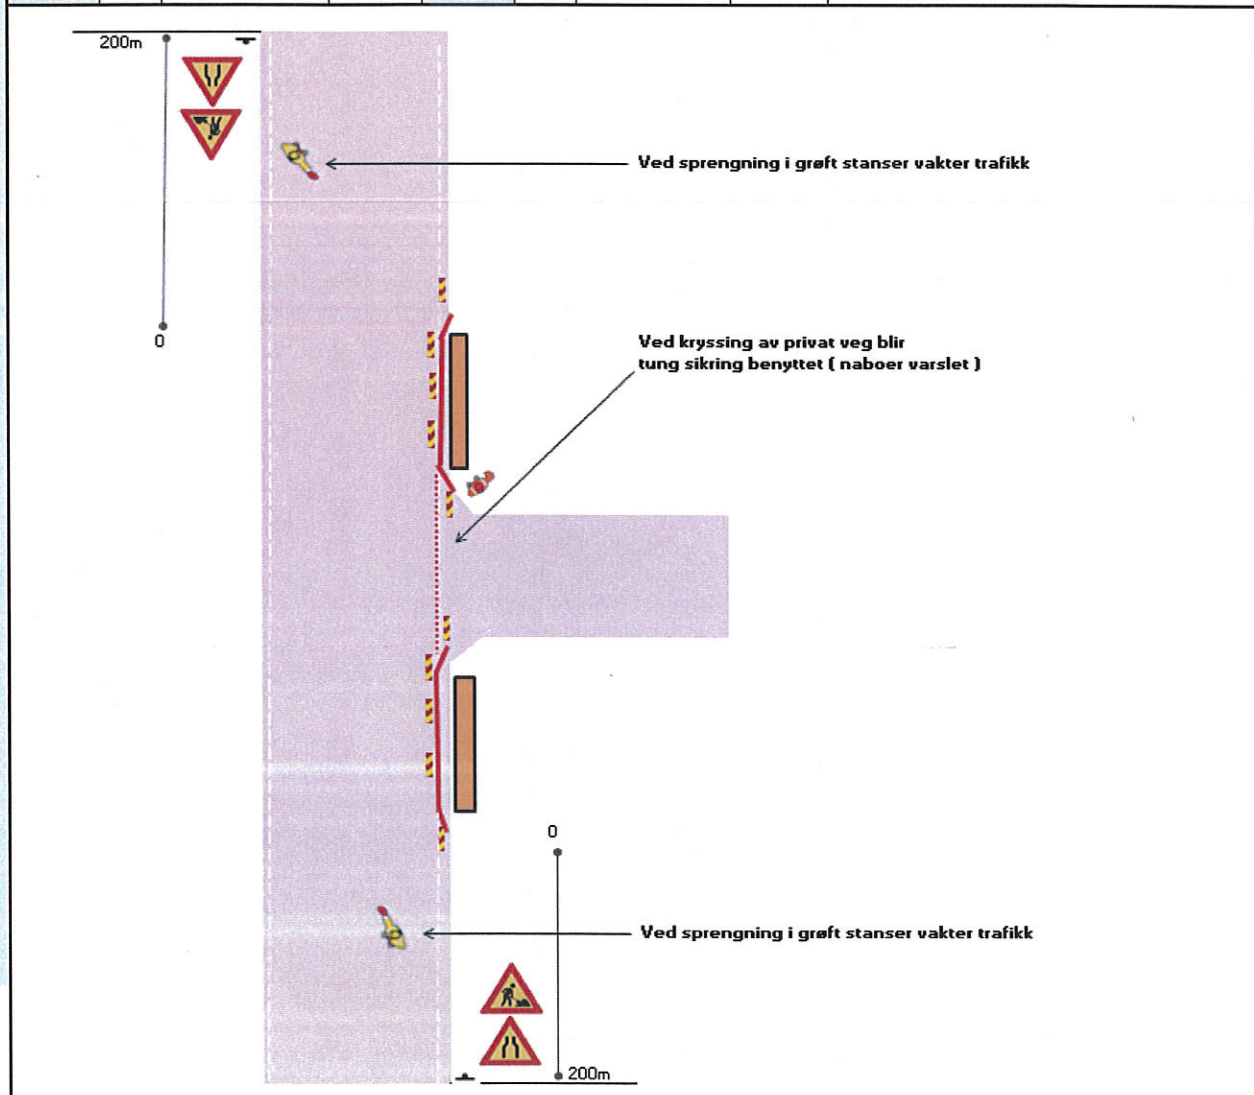 200m
Ved sprengning i grøft stanser vakter trafikk
0
Ved kryssing av privat veg blir
tung sikring benyttet ( naboer varslet )
0
Ved sprengning i grøft stanser vakter trafikk
200m